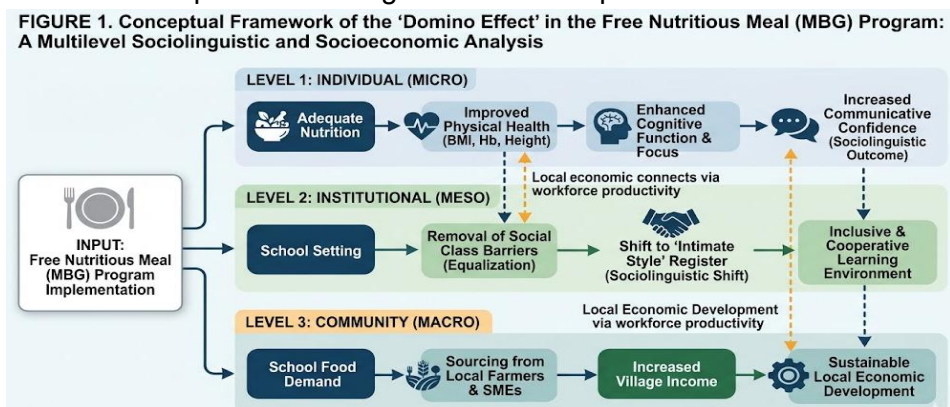 FIGURE 1. Conceptual Framework of the ‘Domino Effect’ in the Free Nutritious Meal (MBG) Program:
A Multilevel Sociolinguistic and Socioeconomic Analysis
INPUT:
Free Nutritious Meal
(MBG) Program
Implementation
LEVEL 1: INDIVIDUAL (MICRO)
Adequate
Nutrition
Improved
Physical Health
(BMI, Hb, Height)
Enhanced
Cognitive
Function &
Focus
Increased
Communicative
Confidence
(Sociolinguistic
Outcome)
Local economic connects via
workforce productivity
LEVEL 2: INSTITUTIONAL (MESO)
School Setting
Removal of Social
Class Barriers
(Equalization)
Shift to ‘Intimate
Style’ Register
(Sociolinguistic Shift)
Inclusive &
Cooperative
Learning
Environment
Local Economic Development
via workforce productivity
LEVEL 3: COMMUNITY (MACRO)
School Food
Demand
Sourcing from
Local Farmers
& SMEs
Increased
Village Income
Sustainable
Local Economic
Development